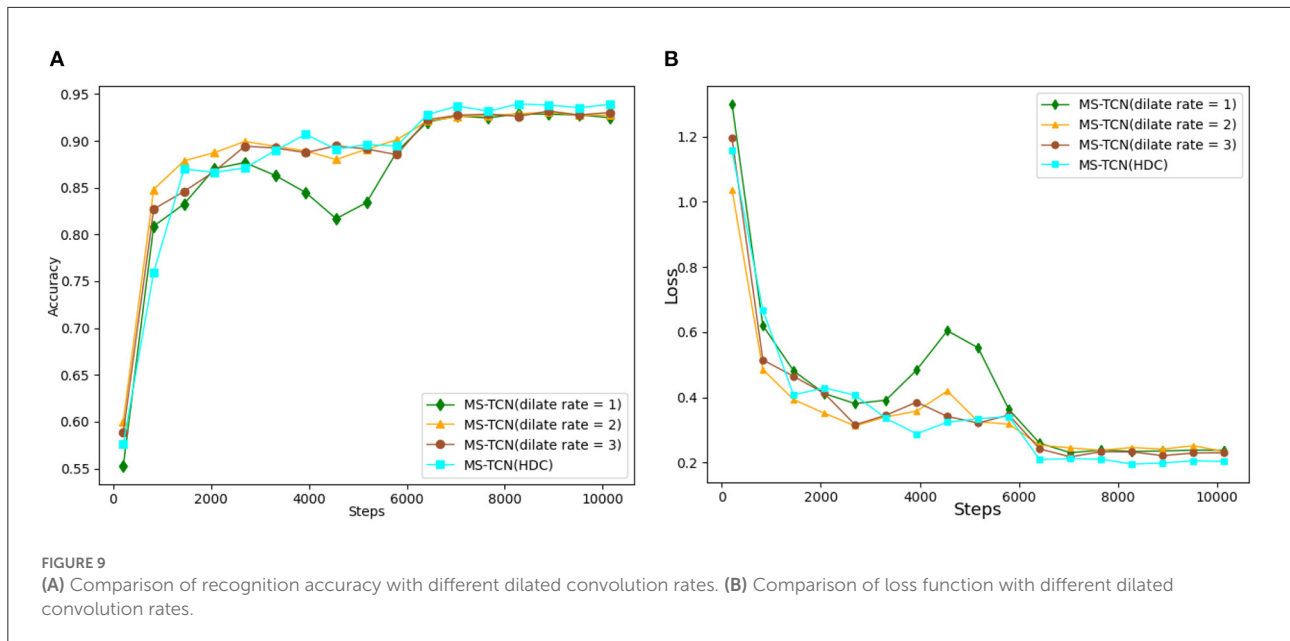 A
0.95
0.90
0.85
0.80
0.75
0.70
0.65
0.60
0.55
Accuracy
0
2000
4000
6000
8000
10000
Steps
MS-TCN(dilate rate = 1)
MS-TCN(dilate rate = 2)
MS-TCN(dilate rate = 3)
MS-TCN(HDC)
B
1.2
1.0
0.8
0.6
0.4
0.2
Loss
0
2000
4000
6000
8000
10000
Steps
MS-TCN(dilate rate = 1)
MS-TCN(dilate rate = 2)
MS-TCN(dilate rate = 3)
MS-TCN(HDC)
FIGURE 9
(A) Comparison of recognition accuracy with different dilated convolution rates. (B) Comparison of loss function with different dilated
convolution rates.